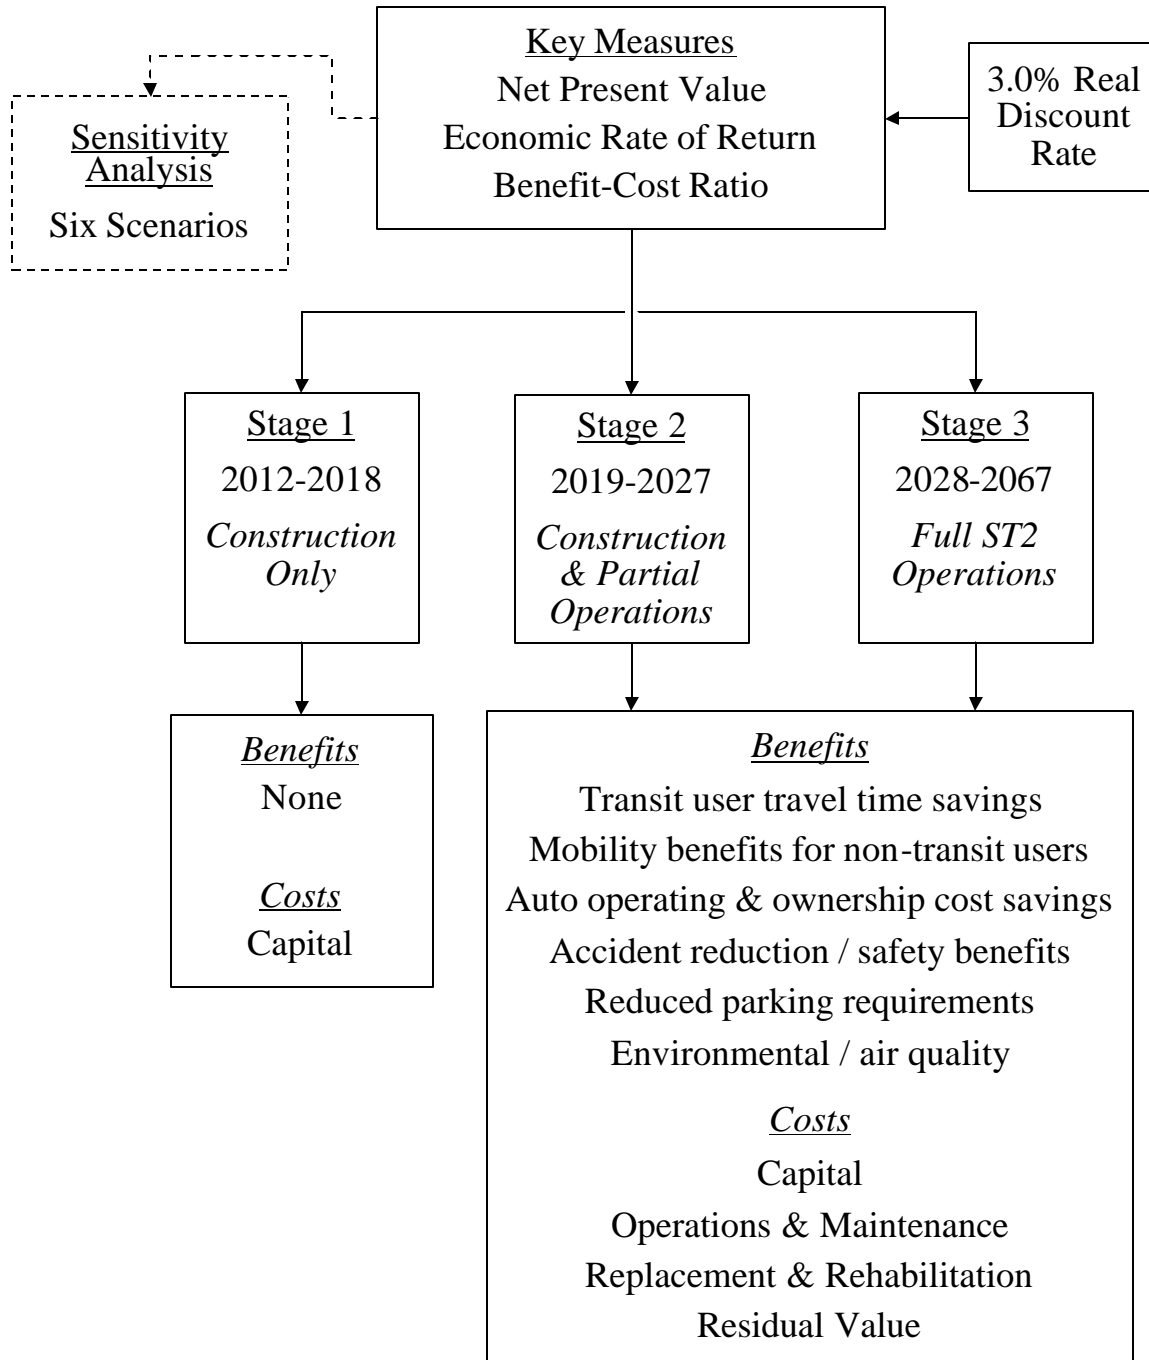 Key Measures
Net Present Value
Economic Rate of Return
Benefit-Cost Ratio
3.0% Real
Discount
Rate
Sensitivity
Analysis
Six Scenarios
Stage 1
2012-2018
Construction
Only
Stage 2
2019-2027
Construction
& Partial
Operations
Stage 3
2028-2067
Full ST2
Operations
Benefits
None
Costs
Capital
Benefits
Transit user travel time savings
Mobility benefits for non-transit users
Auto operating & ownership cost savings
Accident reduction / safety benefits
Reduced parking requirements
Environmental / air quality
Costs
Capital
Operations & Maintenance
Replacement & Rehabilitation
Residual Value